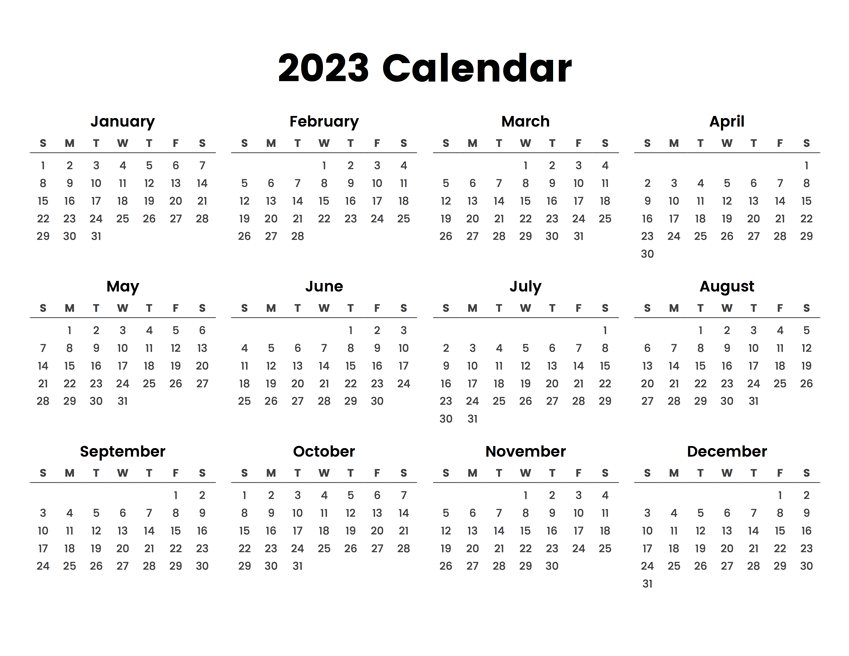 2023 Calendar
January
S M T W T F S
1 2 3 4 5 6 7
8 9 10 11 12 13 14
15 16 17 18 19 20 21
22 23 24 25 26 27 28
29 30 31
February
S M T W T F S
1 2 3 4
5 6 7 8 9 10 11
12 13 14 15 16 17 18
19 20 21 22 23 24 25
26 27 28
March
S M T W T F S
1 2 3 4
5 6 7 8 9 10 11
12 13 14 15 16 17 18
19 20 21 22 23 24 25
26 27 28 29 30 31
April
S M T W T F S
1
2 3 4 5 6 7 8
9 10 11 12 13 14 15
16 17 18 19 20 21 22
23 24 25 26 27 28 29
30
May
S M T W T F S
1 2 3 4 5 6
7 8 9 10 11 12 13
14 15 16 17 18 19 20
21 22 23 24 25 26 27
28 29 30 31
June
S M T W T F S
1 2 3
4 5 6 7 8 9 10
11 12 13 14 15 16 17
18 19 20 21 22 23 24
25 26 27 28 29 30
July
S M T W T F S
1
2 3 4 5 6 7 8
9 10 11 12 13 14 15
16 17 18 19 20 21 22
23 24 25 26 27 28 29
30 31
August
S M T W T F S
1 2 3 4 5
6 7 8 9 10 11 12
13 14 15 16 17 18 19
20 21 22 23 24 25 26
27 28 29 30 31
September
S M T W T F S
1 2
3 4 5 6 7 8 9
10 11 12 13 14 15 16
17 18 19 20 21 22 23
24 25 26 27 28 29 30
October
S M T W T F S
1 2 3 4 5 6 7
8 9 10 11 12 13 14
15 16 17 18 19 20 21
22 23 24 25 26 27 28
29 30 31
November
S M T W T F S
1 2 3 4
5 6 7 8 9 10 11
12 13 14 15 16 17 18
19 20 21 22 23 24 25
26 27 28 29 30
December
S M T W T F S
1 2
3 4 5 6 7 8 9
10 11 12 13 14 15 16
17 18 19 20 21 22 23
24 25 26 27 28 29 30
31